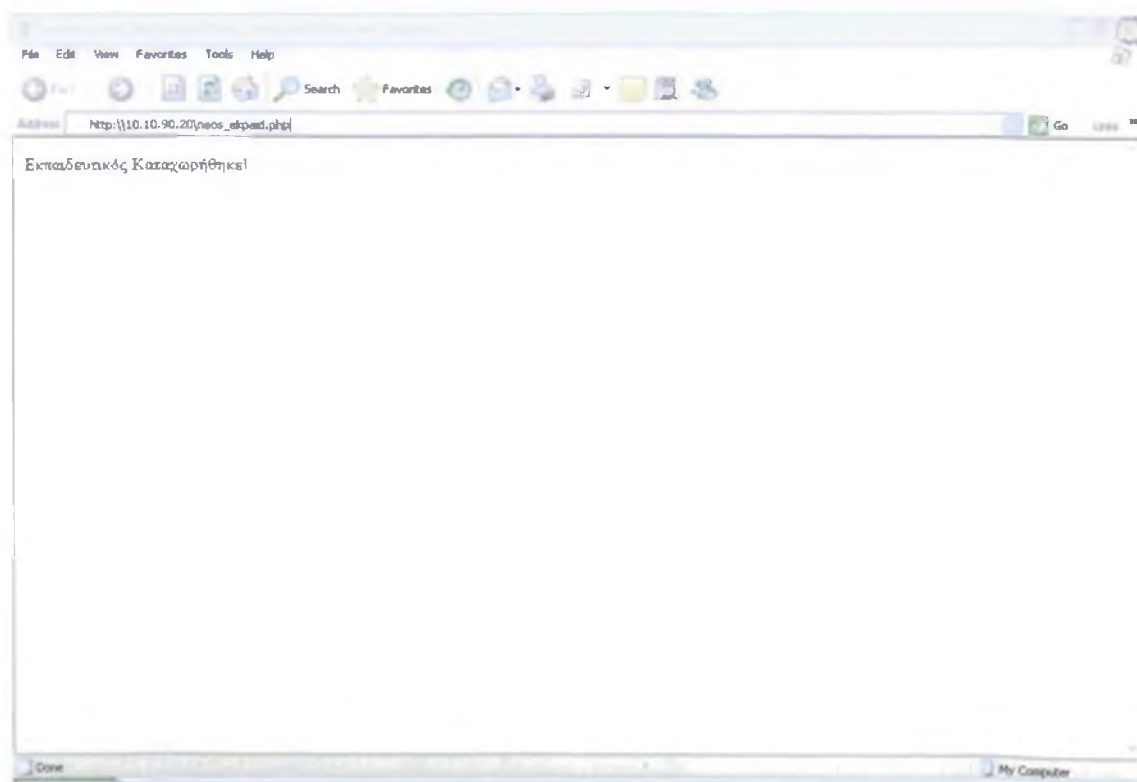 File Edit View Favorites Tools Help
Search Favorites
Address http:\\10.10.90.20\neos_ekpaid.php Go Links »
Εκπαιδευτικός Καταχωρήθηκε!
Done My Computer